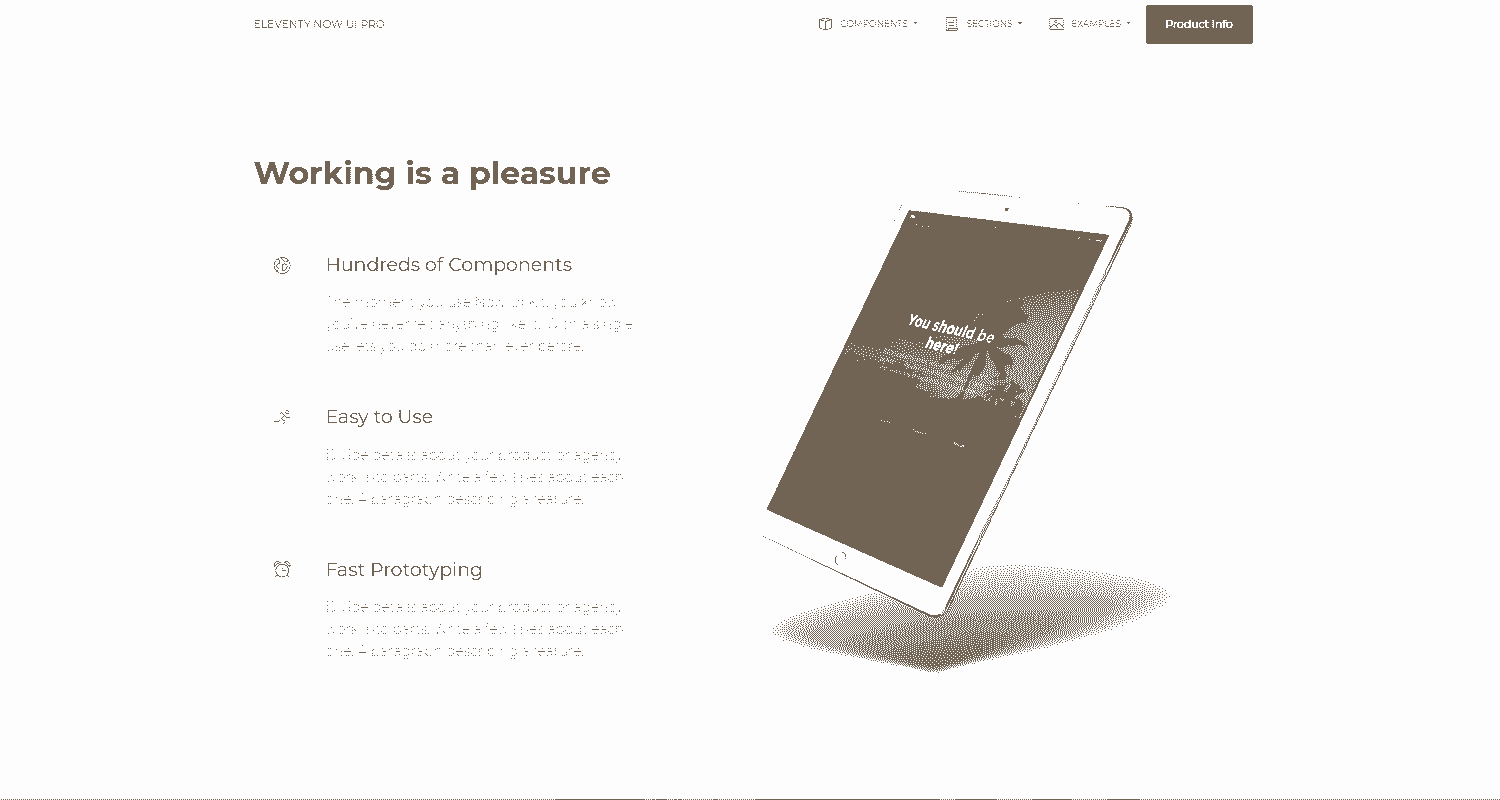 ELEVENTY NOW UI PRO
COMPONENTS
SECTIONS
EXAMPLES
Product Info
Working is a pleasure
Hundreds of Components
The moment you use Now UI Kit, you know
you've never felt anything like it. With a single
use lets you do more than ever before.
Easy to Use
Divide details about your product or agency
work into parts. Write a few lines about each
one. A paragraph describing a feature.
Fast Prototyping
Divide details about your product or agency
work into parts. Write a few lines about each
one. A paragraph describing a feature.
You should be
here!